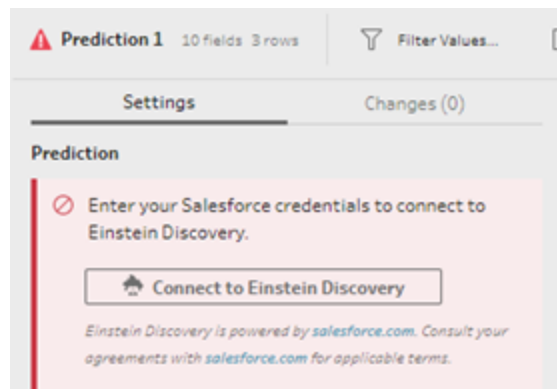 Prediction 1 10 fields 3 rows Filter Values...
Settings Changes (0)
Prediction
Enter your Salesforce credentials to connect to
Einstein Discovery.
Connect to Einstein Discovery
Einstein Discovery is powered by salesforce.com. Consult your
agreements with salesforce.com for applicable terms.